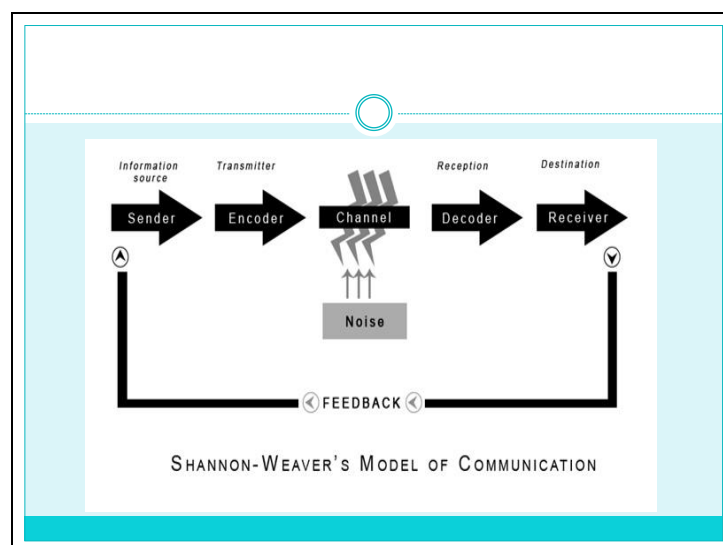 Information source
Transmitter
Reception
Destination
Sender
Encoder
Channel
Decoder
Receiver
Noise
FEEDBACK
SHANNON-WEAVER'S MODEL OF COMMUNICATION